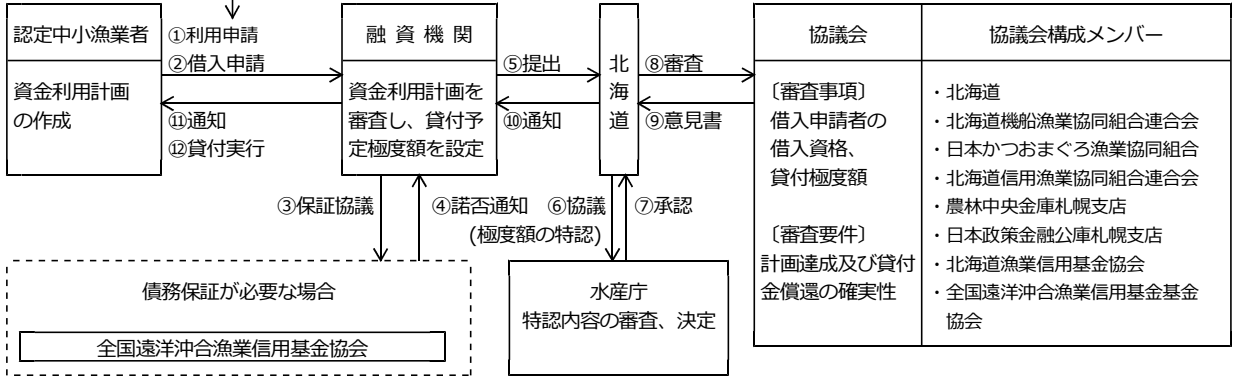 認定中小漁業者
資金利用計画
の作成
①利用申請
②借入申請
⑪通知
⑫貸付実行
融資機関
資金利用計画を
審査し、貸付予
定極度額を設定
③保証協議
④諾否通知
⑤提出
⑩通知
北海道
⑥協議
(極度額の特認)
⑦承認
⑧審査
⑨意見書
協議会
〔審査事項〕
借入申請者の
借入資格、
貸付極度額
〔審査要件〕
計画達成及び貸付
金償還の確実性
協議会構成メンバー
・北海道
・北海道機船漁業協同組合連合会
・日本かつおまぐろ漁業協同組合
・北海道信用漁業協同組合連合会
・農林中央金庫札幌支店
・日本政策金融公庫札幌支店
・北海道漁業信用基金協会
・全国遠洋沖合漁業信用基金基金
協会
債務保証が必要な場合
全国遠洋沖合漁業信用基金協会
水産庁
特認内容の審査、決定